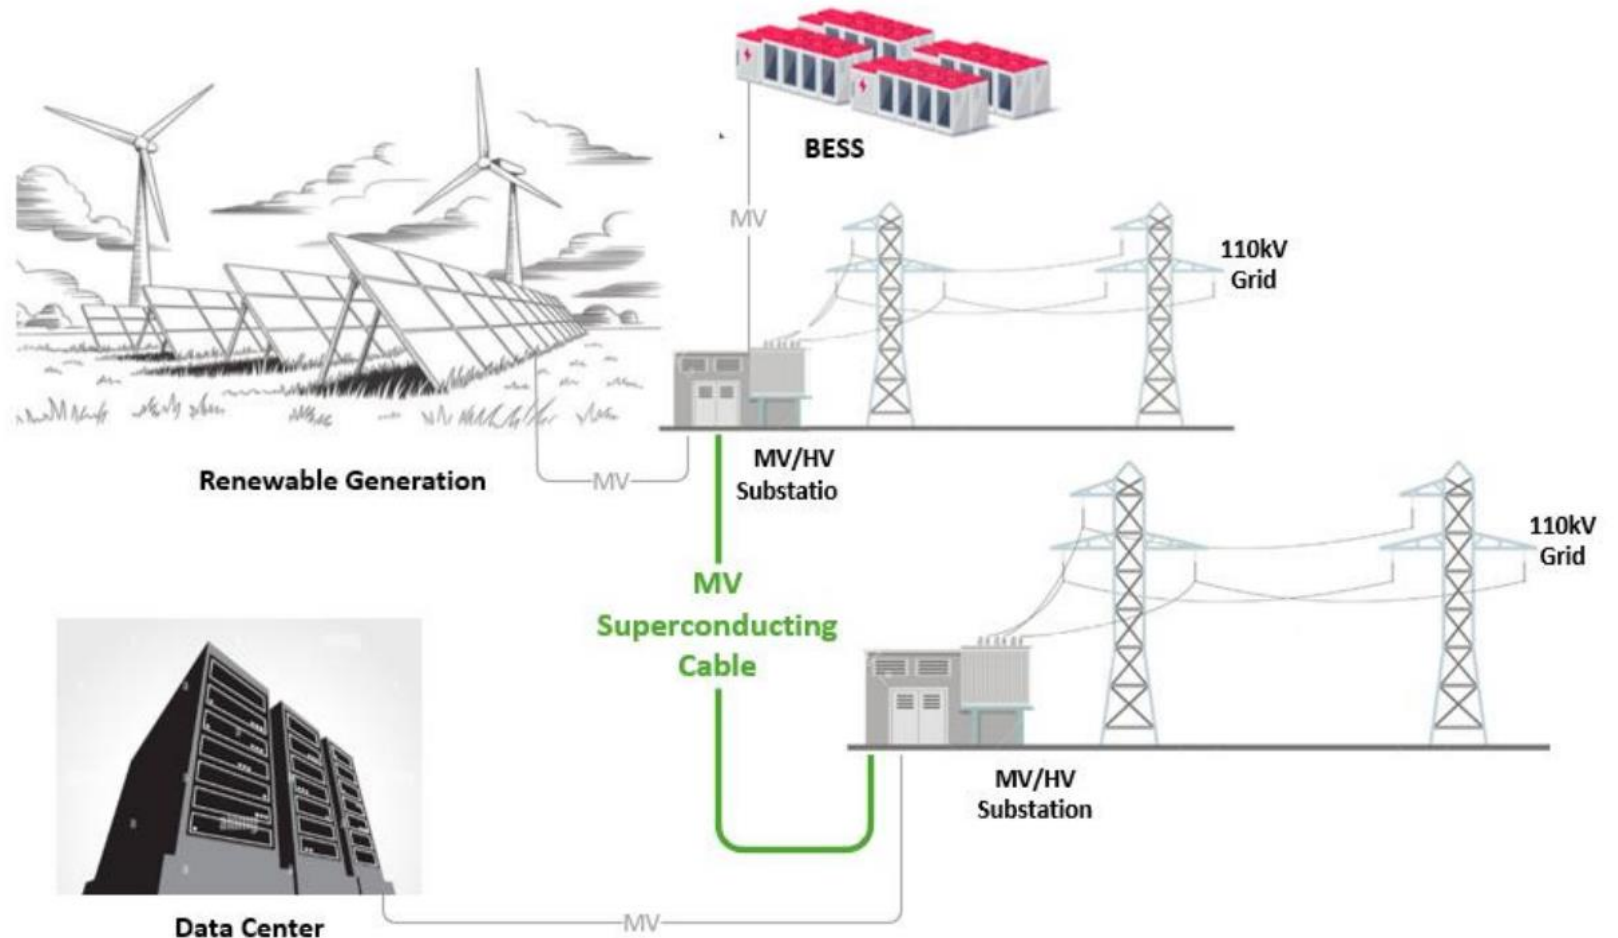 BESS
MV
110kV
Grid
Renewable Generation
MV
MV/HV
Substatio
110kV
Grid
MV
Superconducting
Cable
MV/HV
Substation
Data Center
MV